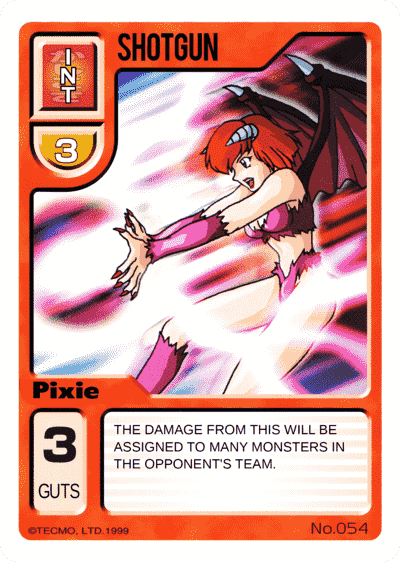 SHOTGUN
INT
3
Pixie
3
GUTS
THE DAMAGE FROM THIS WILL BE
ASSIGNED TO MANY MONSTERS IN
THE OPPONENT'S TEAM.
©TECMO, LTD.1999
No.054